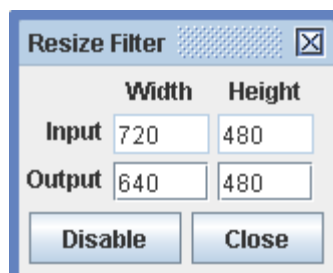 Resize Filter
Width Height
Input 720 480
Output 640 480
Disable Close